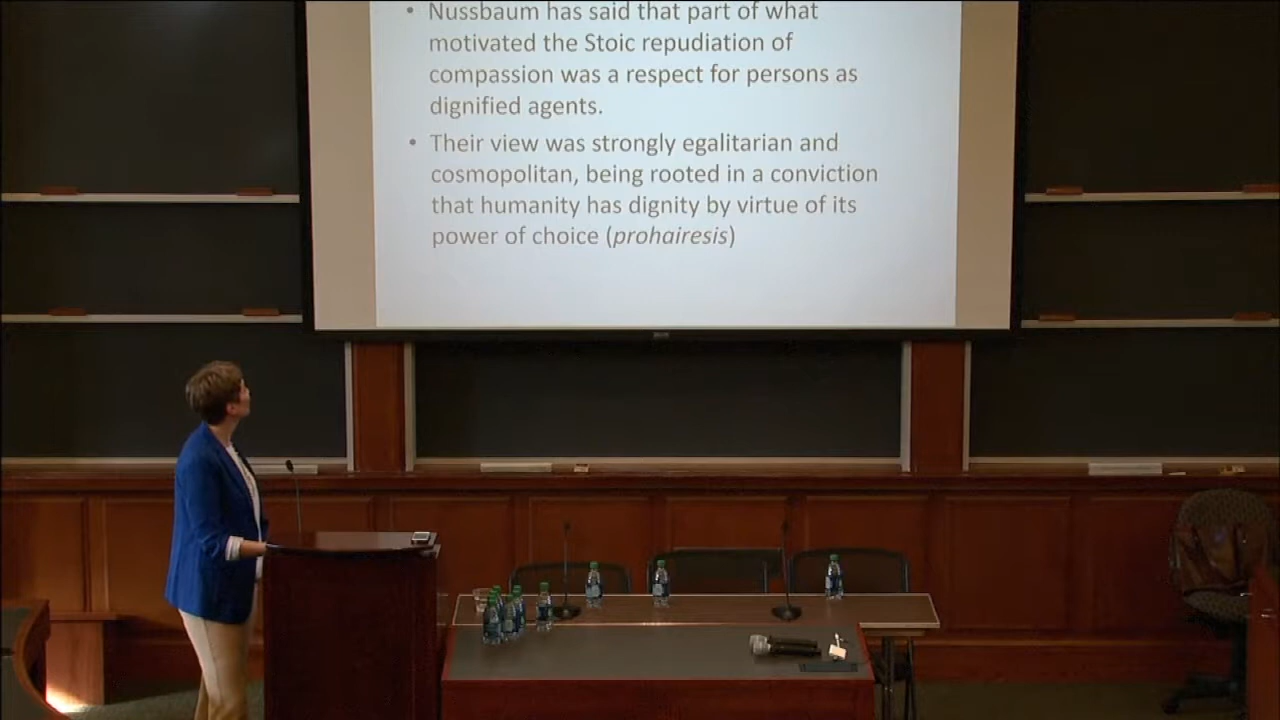 • Nussbaum has said that part of what
motivated the Stoic repudiation of
compassion was a respect for persons as
dignified agents.
• Their view was strongly egalitarian and
cosmopolitan, being rooted in a conviction
that humanity has dignity by virtue of its
power of choice (prohairesis)